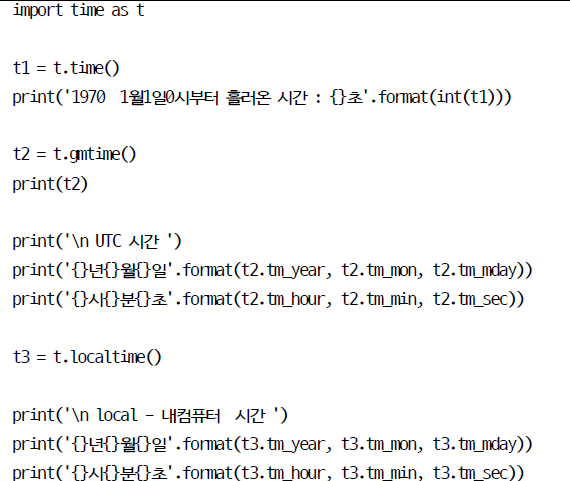 import time as t
t1 = t.time()
print('1970  1월1일0시부터 흘러온 시간 : {}초'.format(int(t1)))
t2 = t.gmtime()
print(t2)
print('\n UTC 시간 ')
print('{}년{}월{}일'.format(t2.tm_year, t2.tm_mon, t2.tm_mday))
print('{}시{}분{}초'.format(t2.tm_hour, t2.tm_min, t2.tm_sec))
t3 = t.localtime()
print('\n local - 내컴퓨터  시간 ')
print('{}년{}월{}일'.format(t3.tm_year, t3.tm_mon, t3.tm_mday))
print('{}시{}분{}초'.format(t3.tm_hour, t3.tm_min, t3.tm_sec))